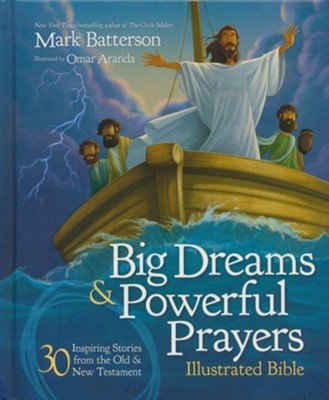 New York Times bestselling author of The Circle Maker
Mark Batterson
Illustrated by Omar Aranda
Big Dreams
& Powerful
Prayers
Illustrated Bible
30 Inspiring Stories
from the Old &
New Testament